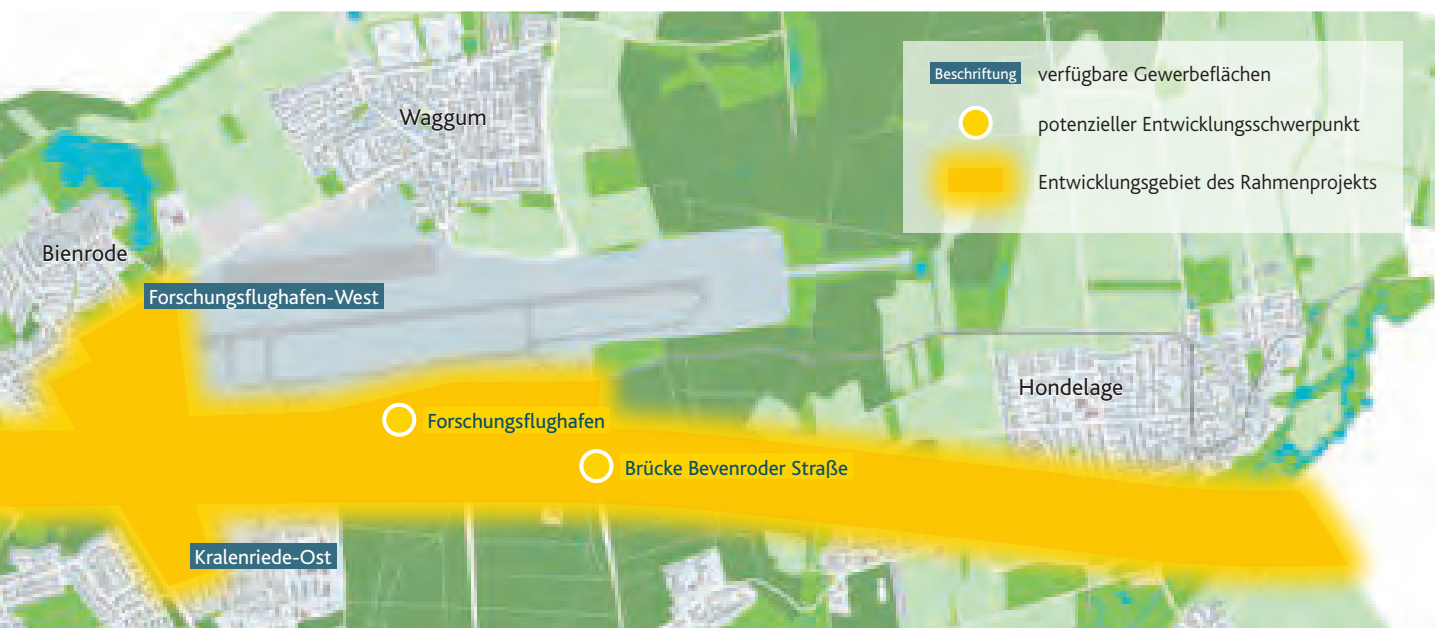 Beschriftung verfügbare Gewerbeflächen
potenzieller Entwicklungsschwerpunkt
Entwicklungsgebiet des Rahmenprojekts
Waggum
Bienrode
Forschungsflughafen-West
Hondelage
Forschungsflughafen
Brücke Bevenroder Straße
Kralenriede-Ost